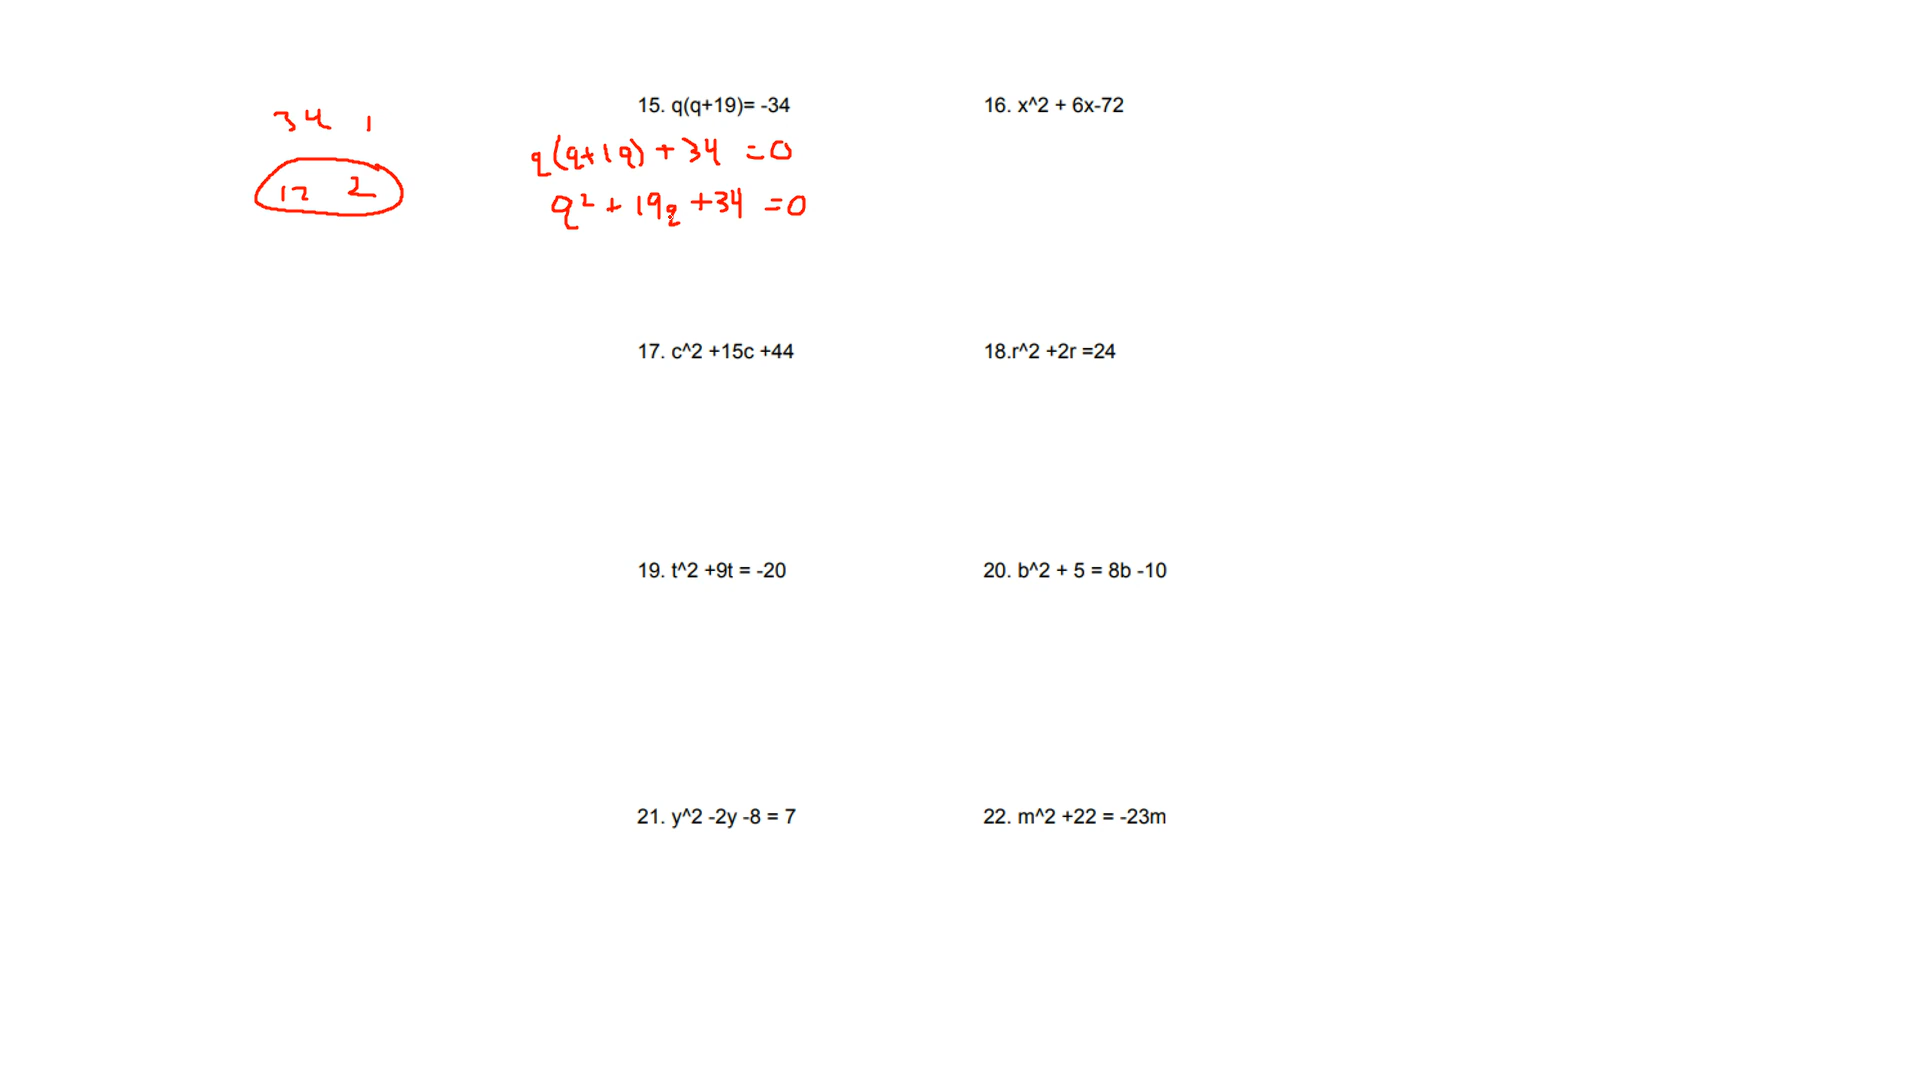 34 1
15. q(q+19)= -34
16. x^2 + 6x-72
q(q+19) + 34 = 0
17 2
q² + 19q + 34 = 0
17. c^2 +15c +44
18.r^2 +2r =24
19. t^2 +9t = -20
20. b^2 + 5 = 8b -10
21. y^2 -2y -8 = 7
22. m^2 +22 = -23m